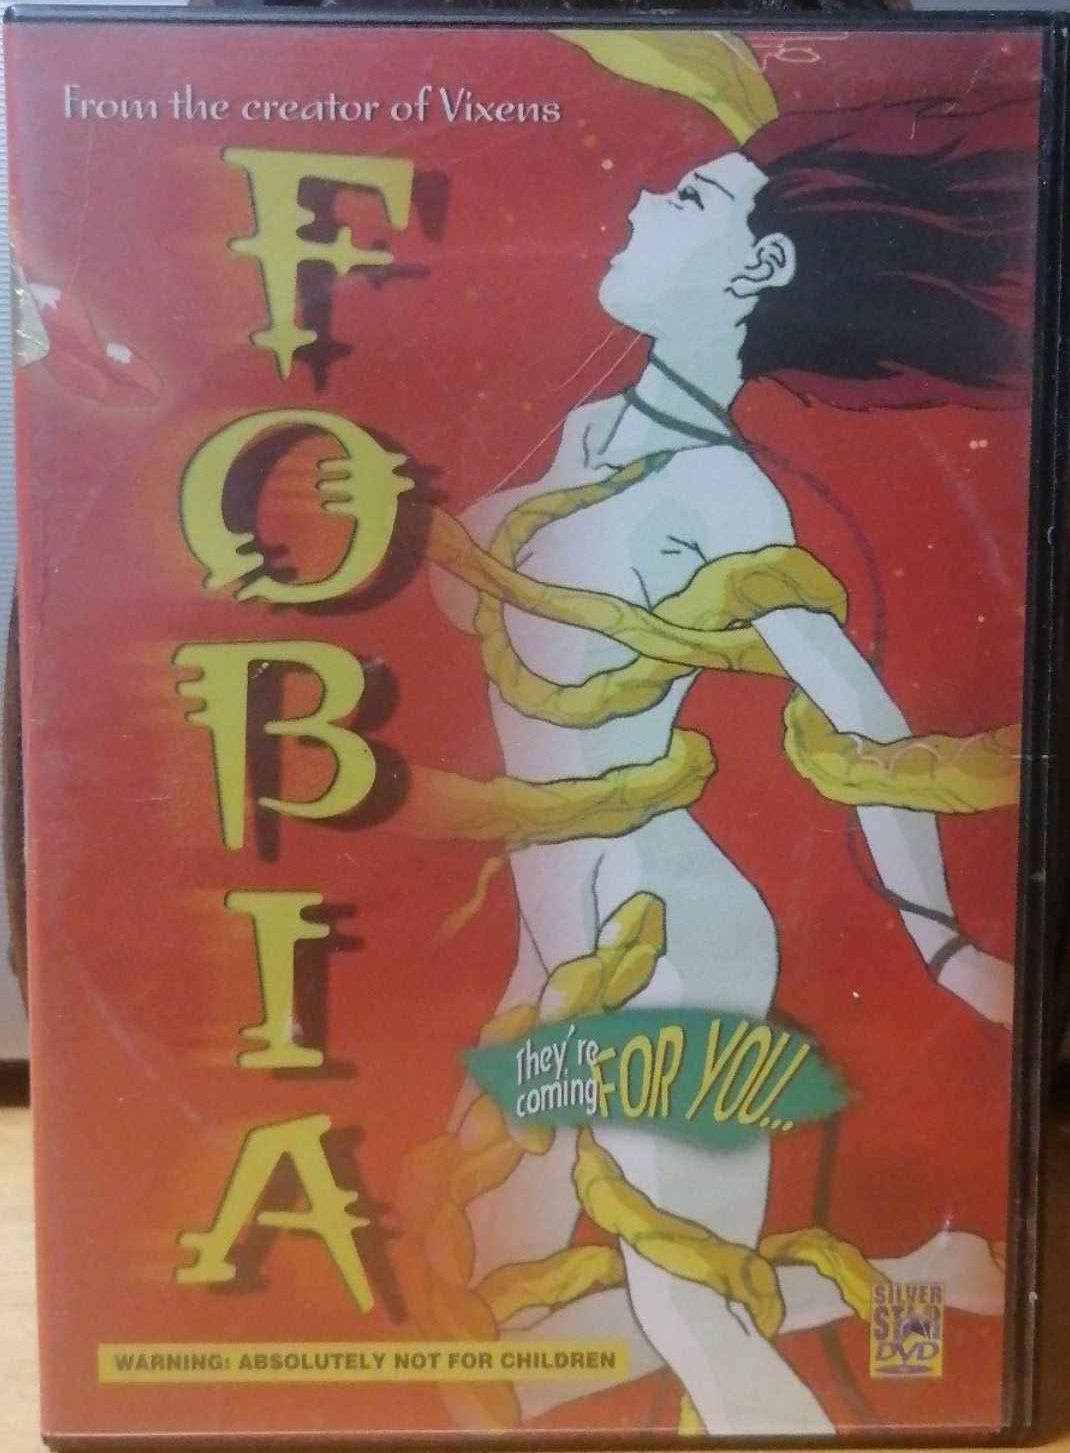 From the creator of Vixens
FOBIA
They're
coming FOR YOU...
WARNING: ABSOLUTELY NOT FOR CHILDREN
SILVER
STAR
DVD